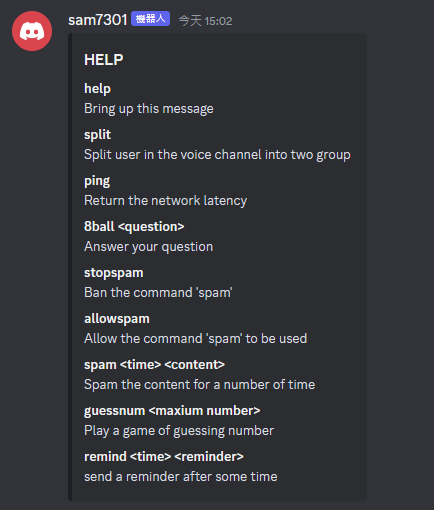 sam7301 機器人 今天 15:02
HELP
help
Bring up this message
split
Split user in the voice channel into two group
ping
Return the network latency
8ball <question>
Answer your question
stopspam
Ban the command 'spam'
allowspam
Allow the command 'spam' to be used
spam <time> <content>
Spam the content for a number of time
guessnum <maxium number>
Play a game of guessing number
remind <time> <reminder>
send a reminder after some time